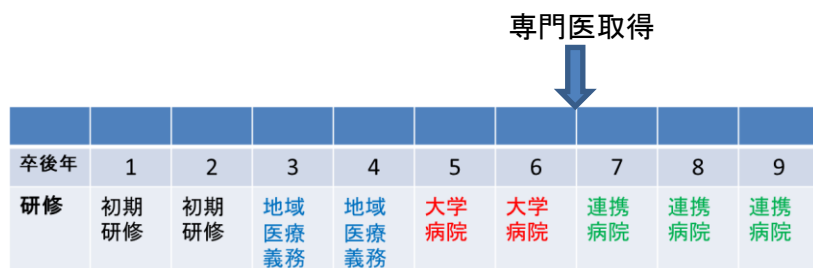 専門医取得
卒後年 1 2 3 4 5 6 7 8 9
研修 初期 初期 地域 地域 大学 大学 連携 連携 連携
研修 研修 医療 医療 病院 病院 病院 病院 病院
義務 義務